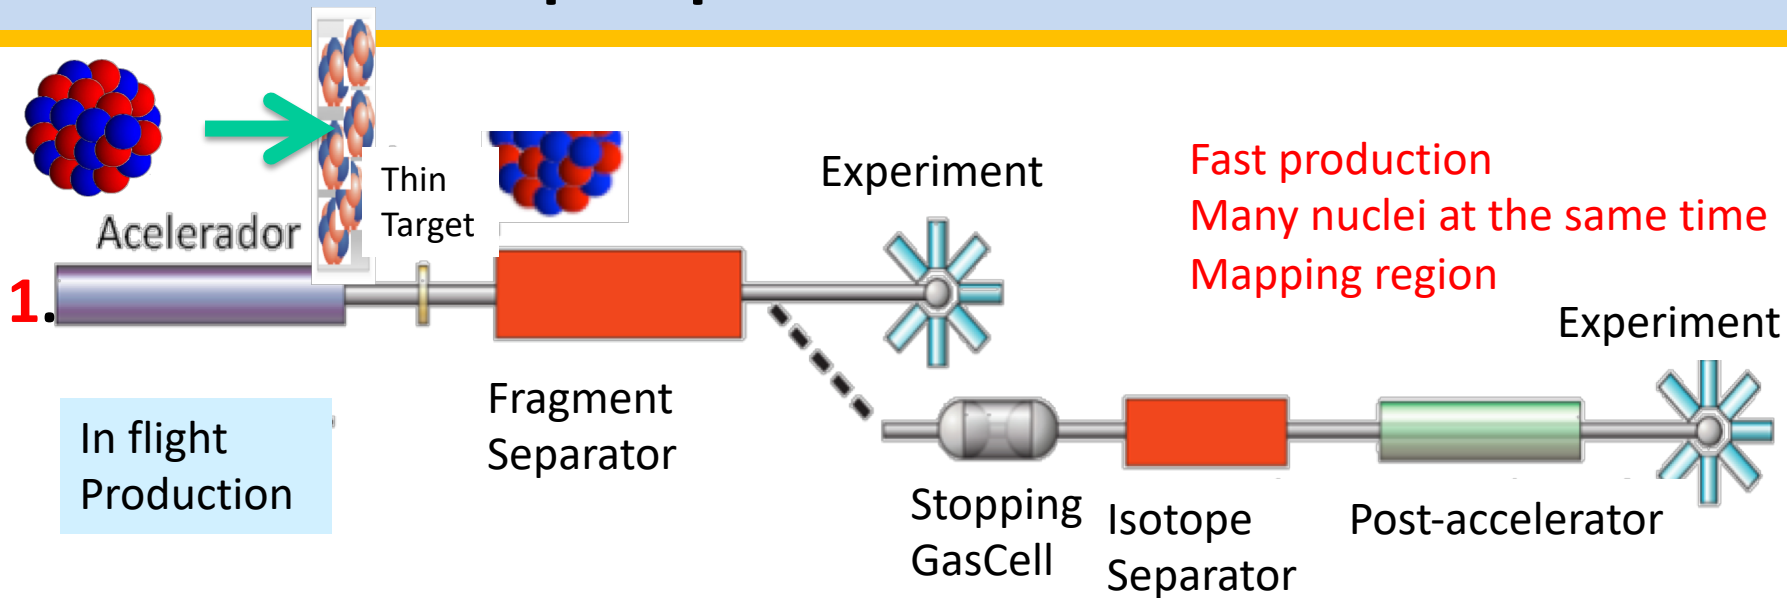 Thin
Target
Acelerador
1.
Experiment
Fast production
Many nuclei at the same time
Mapping region
Experiment
In flight
Production
Fragment
Separator
Stopping
GasCell
Isotope
Separator
Post-accelerator